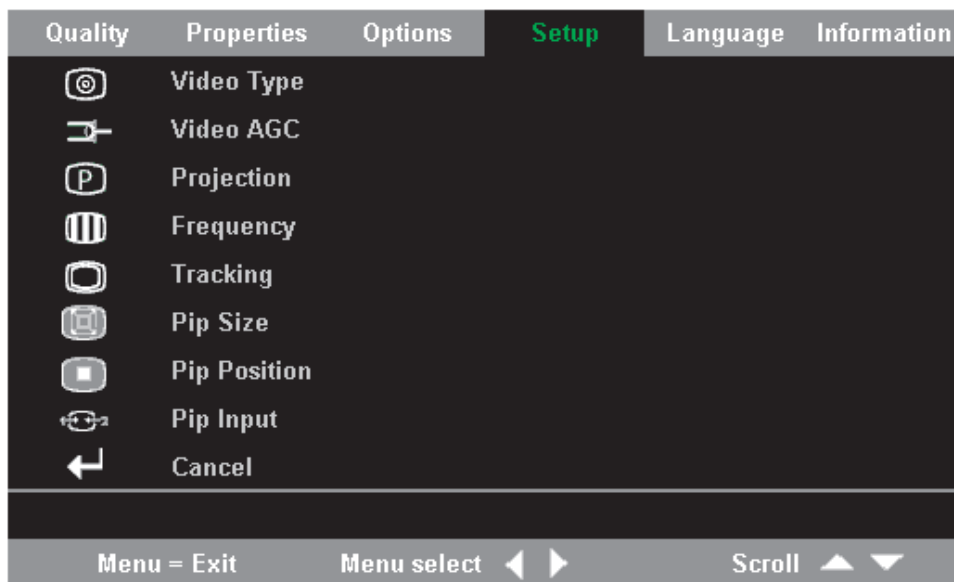 Quality Properties Options Setup Language Information
Video Type
Video AGC
P Projection
Frequency
Tracking
Pip Size
Pip Position
Pip Input
Cancel
Menu = Exit Menu select Scroll